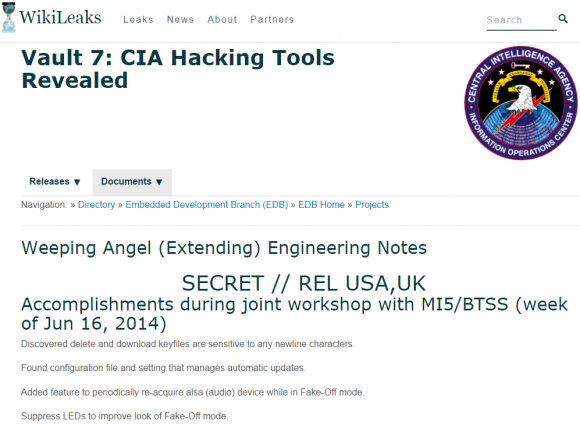 WikiLeaks
Leaks News About Partners
Search
Vault 7: CIA Hacking Tools
Revealed
CENTRAL INTELLIGENCE AGENCY
INFORMATION OPERATIONS CENTER
Releases ▼ Documents ▼
Navigation: » Directory » Embedded Development Branch (EDB) » EDB Home » Projects
Weeping Angel (Extending) Engineering Notes
SECRET // REL USA,UK
Accomplishments during joint workshop with MI5/BTSS (week
of Jun 16, 2014)
Discovered delete and download keyfiles are sensitive to any newline characters.
Found configuration file and setting that manages automatic updates.
Added feature to periodically re-acquire alsa (audio) device while in Fake-Off mode.
Suppress LEDs to improve look of Fake-Off mode.